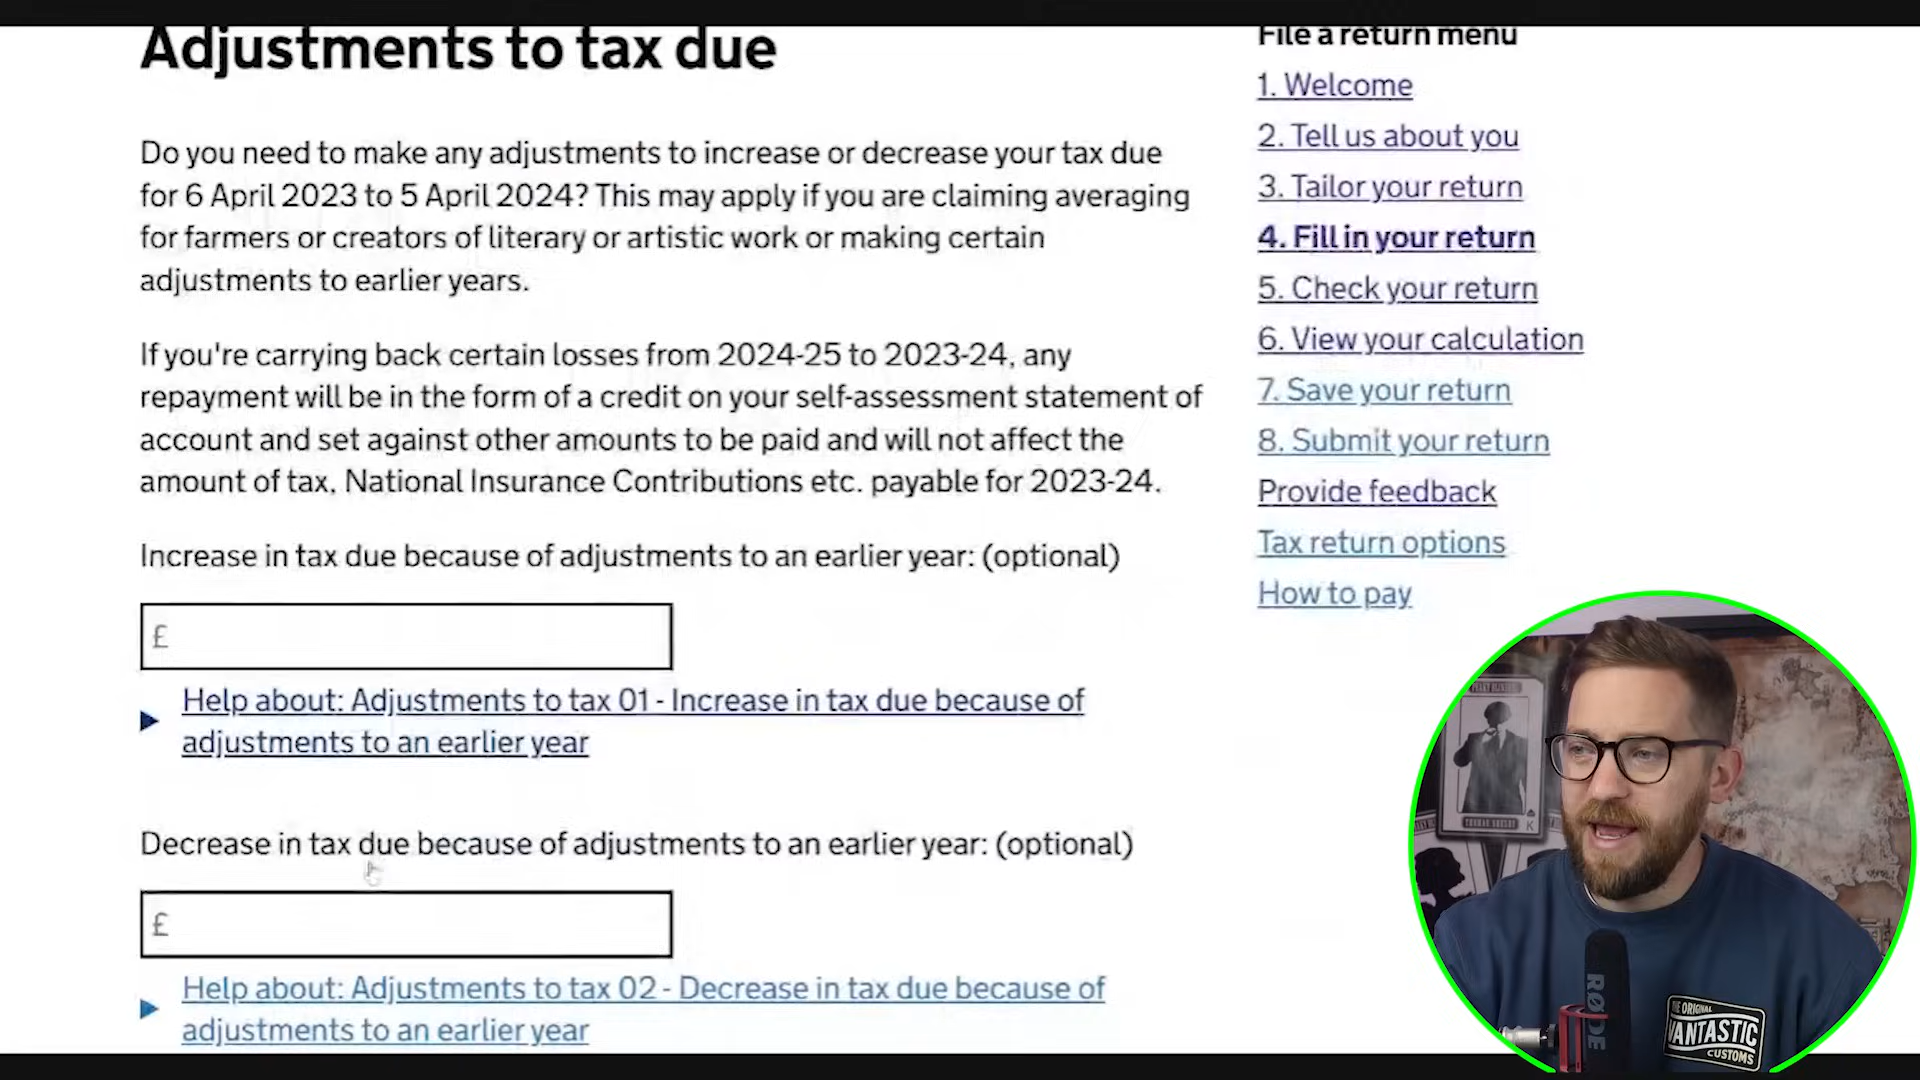 Adjustments to tax due
Do you need to make any adjustments to increase or decrease your tax due
for 6 April 2023 to 5 April 2024? This may apply if you are claiming averaging
for farmers or creators of literary or artistic work or making certain
adjustments to earlier years.
If you're carrying back certain losses from 2024-25 to 2023-24, any
repayment will be in the form of a credit on your self-assessment statement of
account and set against other amounts to be paid and will not affect the
amount of tax, National Insurance Contributions etc. payable for 2023-24.
Increase in tax due because of adjustments to an earlier year: (optional)
£
Help about: Adjustments to tax 01 - Increase in tax due because of
adjustments to an earlier year
Decrease in tax due because of adjustments to an earlier year: (optional)
£
Help about: Adjustments to tax 02 - Decrease in tax due because of
adjustments to an earlier year
File a return menu
1. Welcome
2. Tell us about you
3. Tailor your return
4. Fill in your return
5. Check your return
6. View your calculation
7. Save your return
8. Submit your return
Provide feedback
Tax return options
How to pay
THOMAS SHELBY
K
RØDE
THE ORIGINAL
VANTASTIC
CUSTOMS